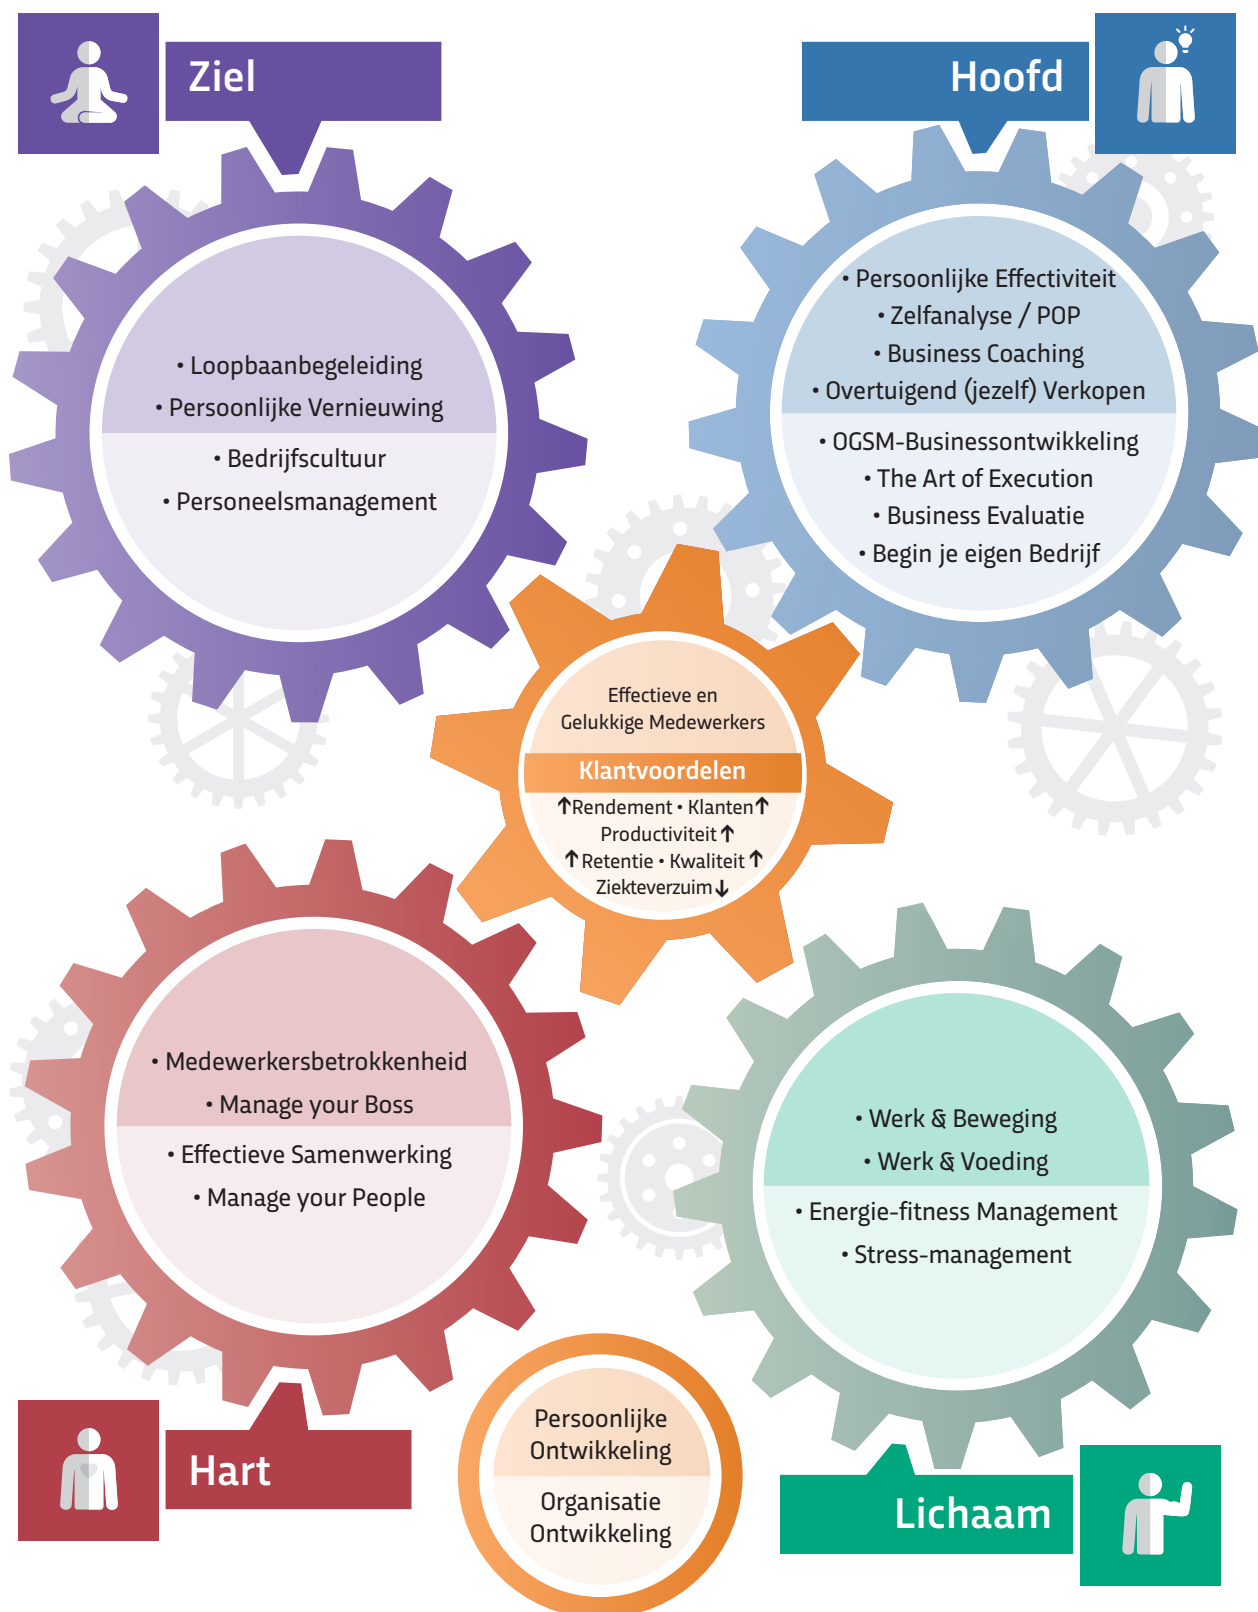 Ziel
Hoofd
• Loopbaanbegeleiding
• Persoonlijke Vernieuwing
• Bedrijfscultuur
• Personeelsmanagement
• Persoonlijke Effectiviteit
• Zelfanalyse / POP
• Business Coaching
• Overtuigend (jezelf) Verkopen
• OGSM-Businessontwikkeling
• The Art of Execution
• Business Evaluatie
• Begin je eigen Bedrijf
Effectieve en
Gelukkige Medewerkers
Klantvoordelen
↑Rendement • Klanten↑
Productiviteit ↑
↑Retentie • Kwaliteit ↑
Ziekteverzuim↓
• Medewerkersbetrokkenheid
• Manage your Boss
• Effectieve Samenwerking
• Manage your People
• Werk & Beweging
• Werk & Voeding
• Energie-fitness Management
• Stress-management
Hart
Persoonlijke
Ontwikkeling
Organisatie
Ontwikkeling
Lichaam